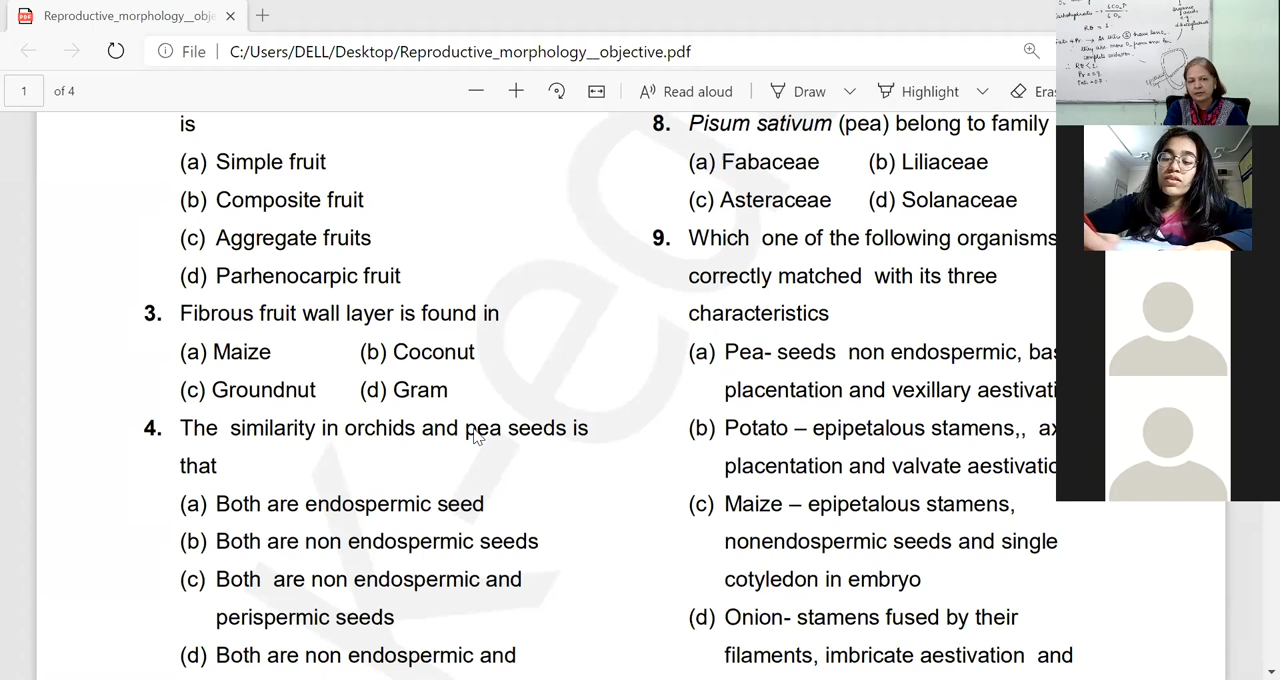 Reproductive_morphology__obje
File C:/Users/DELL/Desktop/Reproductive_morphology__objective.pdf
1 of 4 Read aloud Draw Highlight Eras
is
(a) Simple fruit
(b) Composite fruit
(c) Aggregate fruits
(d) Parhenocarpic fruit
3. Fibrous fruit wall layer is found in
(a) Maize (b) Coconut
(c) Groundnut (d) Gram
4. The similarity in orchids and pea seeds is
that
(a) Both are endospermic seed
(b) Both are non endospermic seeds
(c) Both are non endospermic and
perispermic seeds
(d) Both are non endospermic and
8. Pisum sativum (pea) belong to family
(a) Fabaceae (b) Liliaceae
(c) Asteraceae (d) Solanaceae
9. Which one of the following organisms
correctly matched with its three
characteristics
(a) Pea- seeds non endospermic, bas
placentation and vexillary aestivati
(b) Potato – epipetalous stamens,, ax
placentation and valvate aestivatio
(c) Maize – epipetalous stamens,
nonendospermic seeds and single
cotyledon in embryo
(d) Onion- stamens fused by their
filaments, imbricate aestivation and